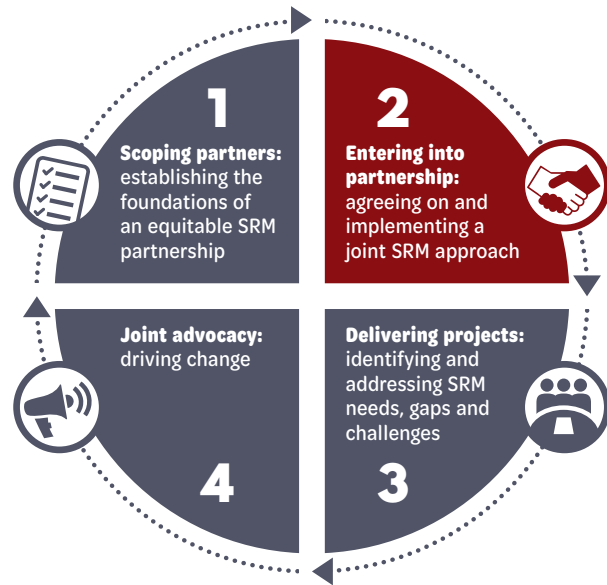 1
Scoping partners:
establishing the
foundations of
an equitable SRM
partnership
2
Entering into
partnership:
agreeing on and
implementing a
joint SRM approach
Delivering projects:
identifying and
addressing SRM
needs, gaps and
challenges
3
Joint advocacy:
driving change
4